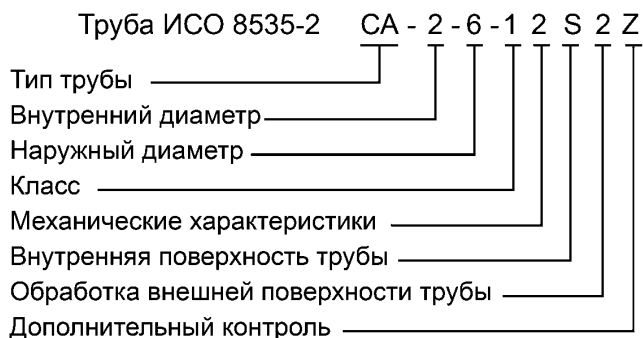 Труба ИСО 8535-2 СА - 2 - 6 - 1 2 S 2 Z
Тип трубы
Внутренний диаметр
Наружный диаметр
Класс
Механические характеристики
Внутренняя поверхность трубы
Обработка внешней поверхности трубы
Дополнительный контроль